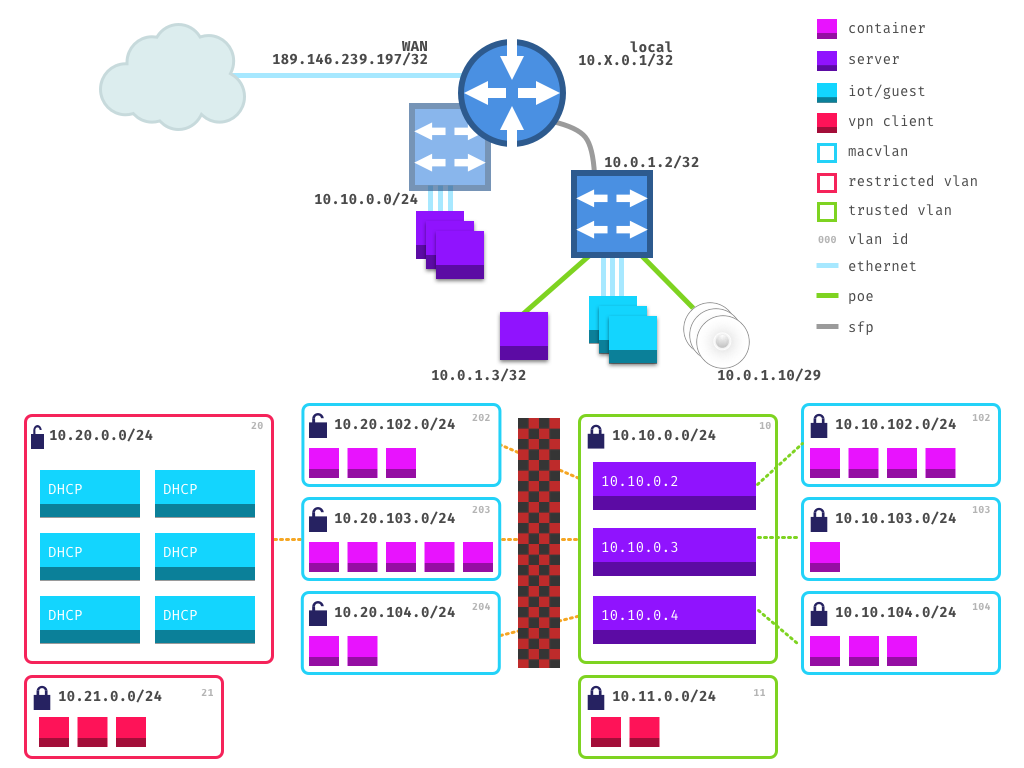 WAN
189.146.239.197/32
local
10.X.0.1/32
10.10.0.0/24
10.0.1.2/32
10.0.1.3/32
10.0.1.10/29
container
server
iot/guest
vpn client
macvlan
restricted vlan
trusted vlan
000 vlan id
ethernet
poe
sfp
10.20.0.0/24 20
DHCP DHCP
DHCP DHCP
DHCP DHCP
10.21.0.0/24 21
10.20.102.0/24 202
10.20.103.0/24 203
10.20.104.0/24 204
10.10.0.0/24 10
10.10.0.2
10.10.0.3
10.10.0.4
10.11.0.0/24 11
10.10.102.0/24 102
10.10.103.0/24 103
10.10.104.0/24 104